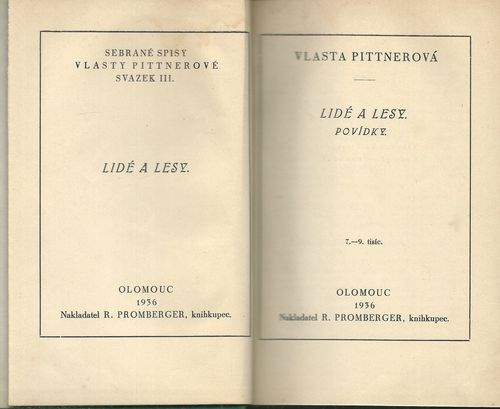 SEBRANÉ SPISY
VLASTY PITTNEROVÉ
SVAZEK III.
LIDÉ A LESY.
OLOMOUC
1936
Nakladatel R. PROMBERGER, knihkupec.
VLASTA PITTNEROVÁ
LIDÉ A LESY.
POVÍDKY.
7.—9. tisíc.
OLOMOUC
1936
Nakladatel R. PROMBERGER, knihkupec.